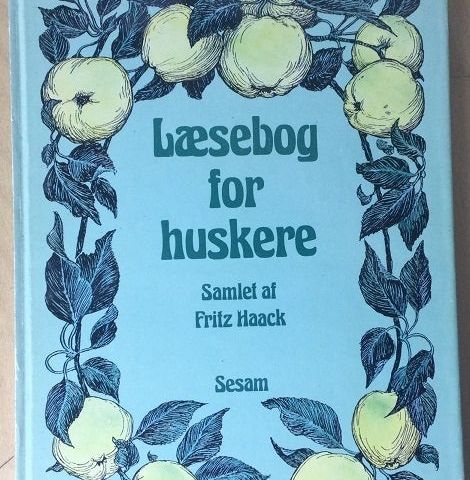 Læsebog
for
huskere
Samlet af
Fritz Haack
Sesam